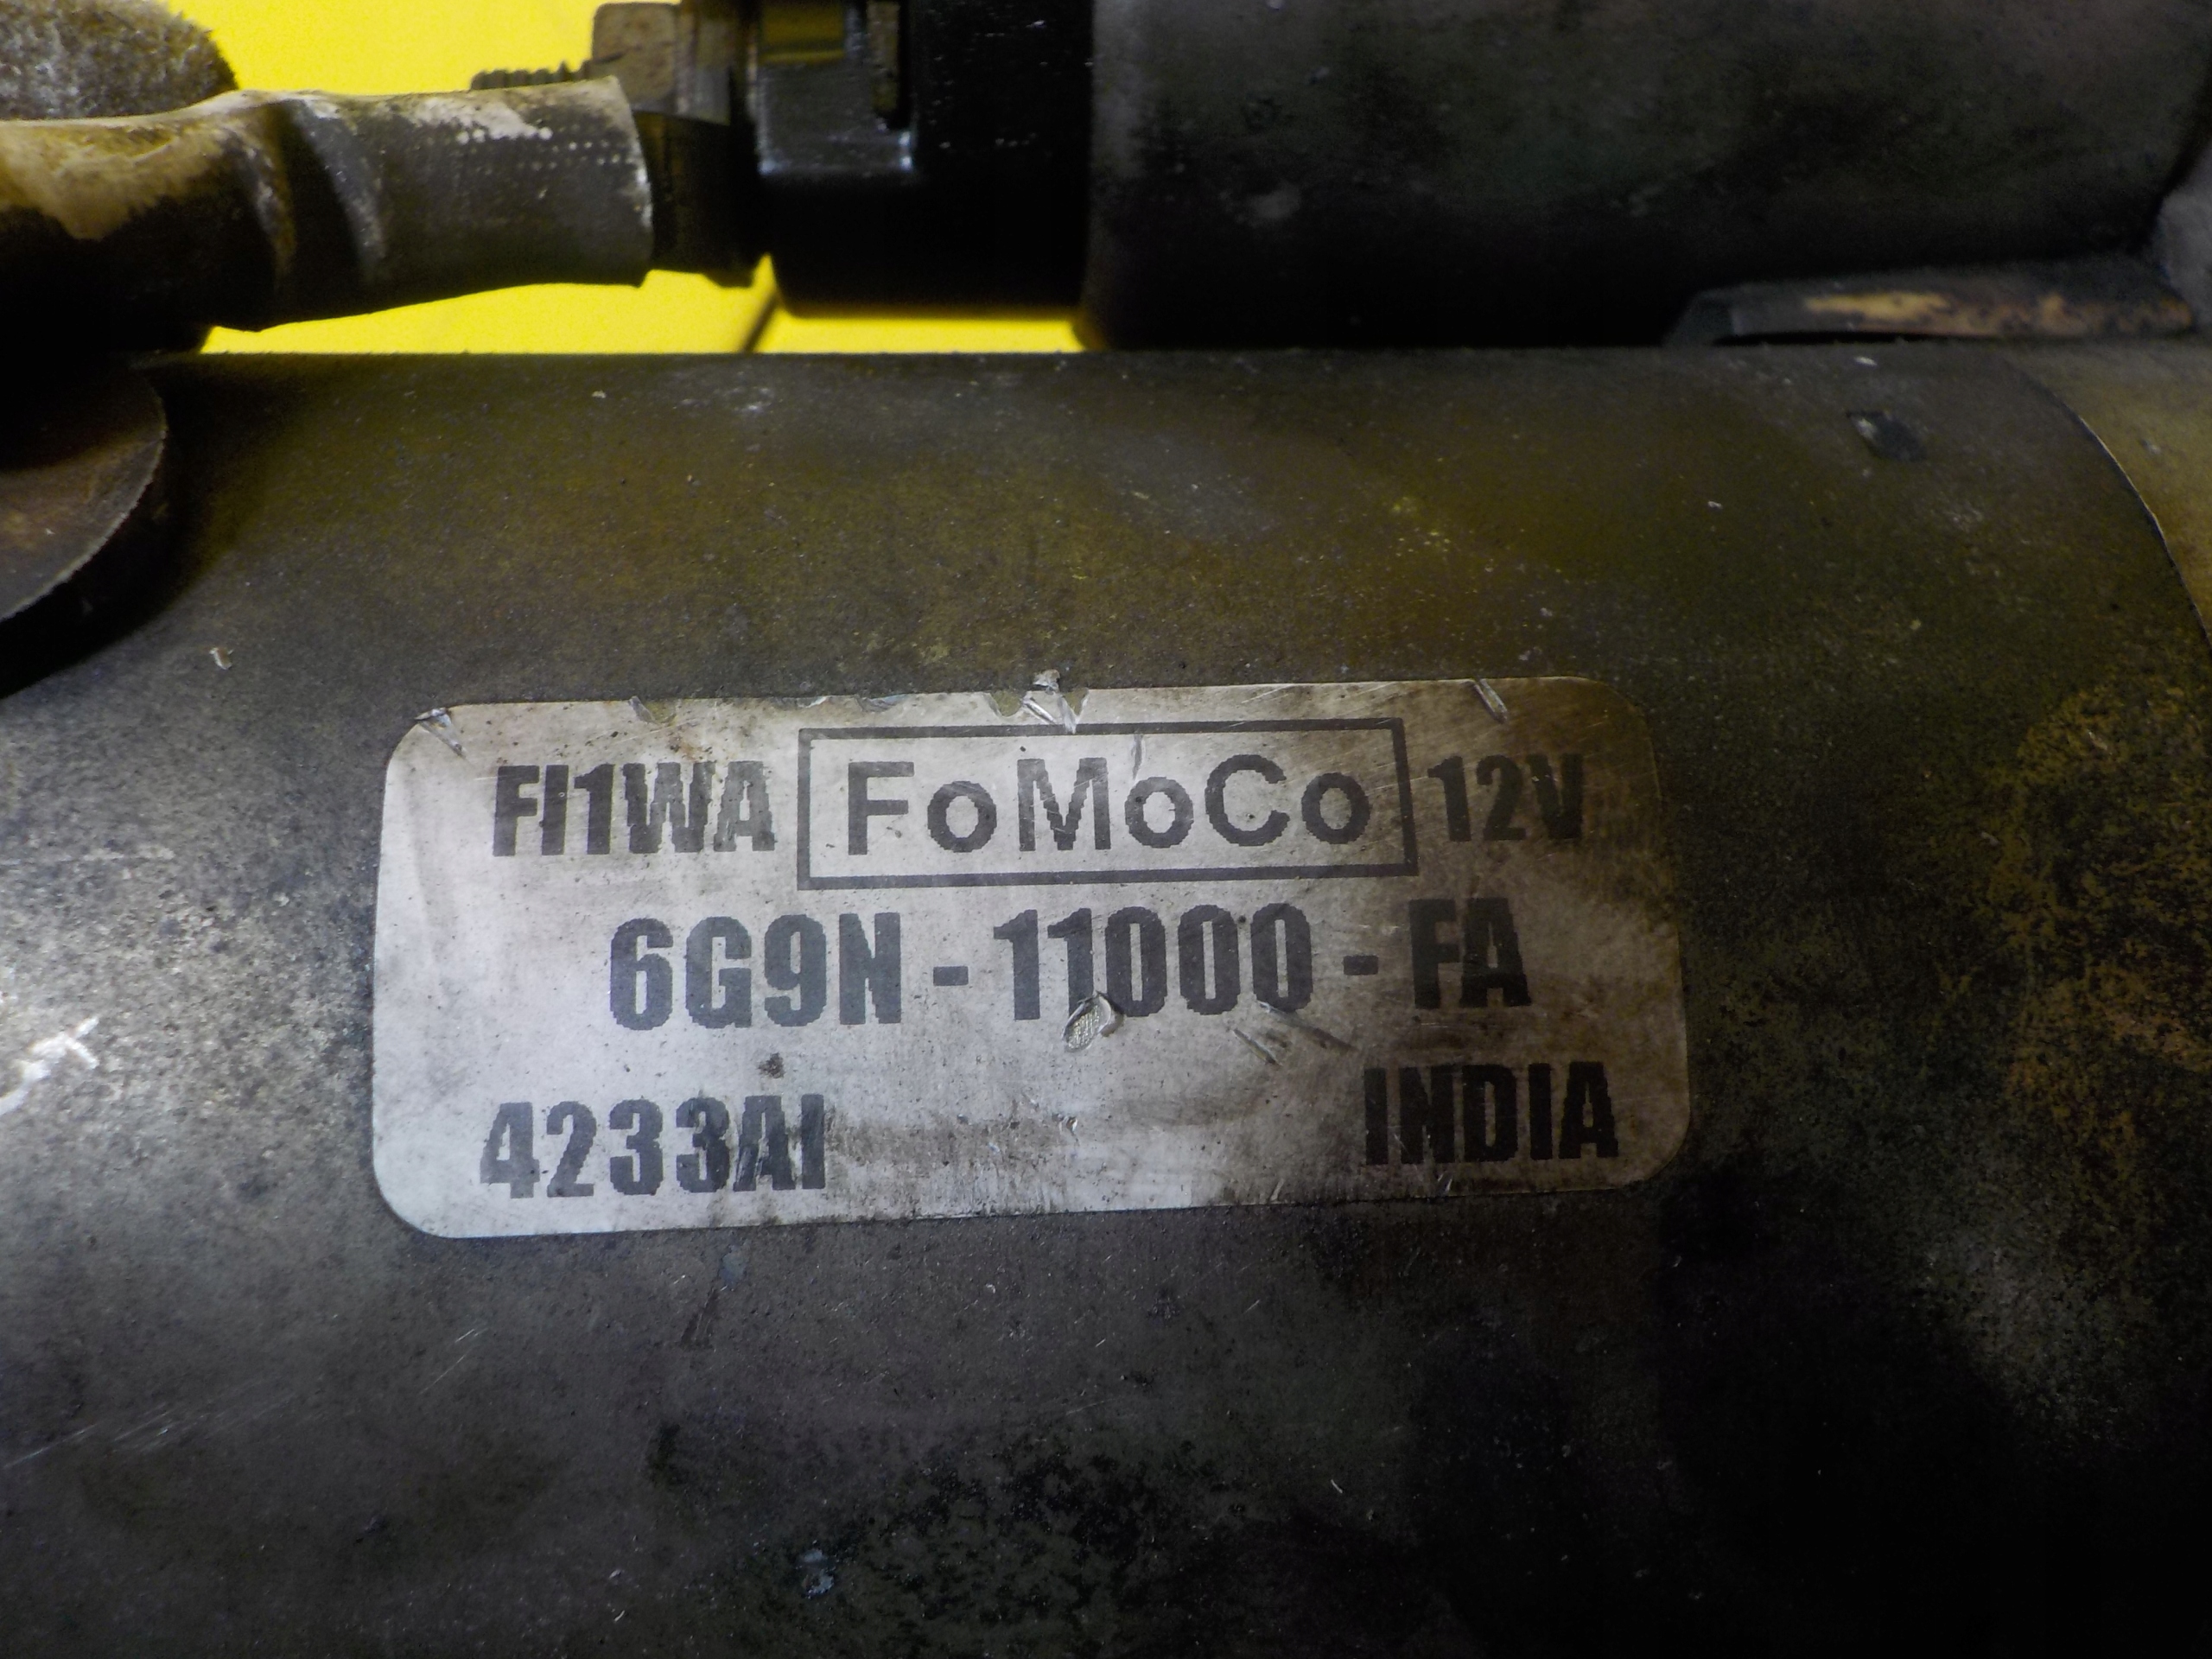 FI1WA FoMoCo 12V
6G9N - 11000 - FA
4233AI INDIA